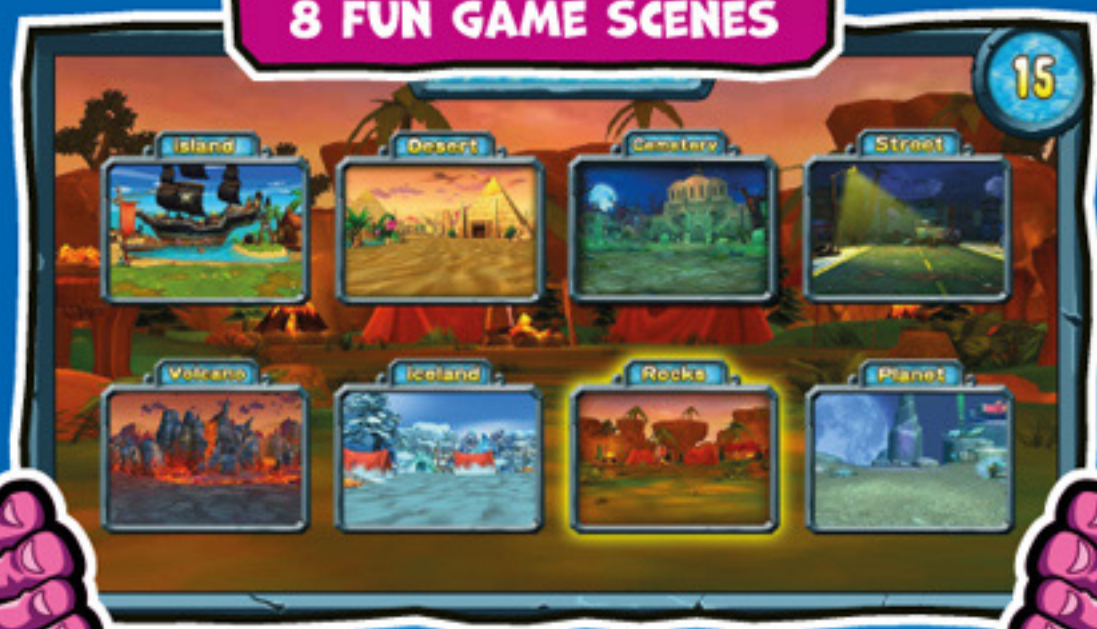 8 FUN GAME SCENES
15
Island
Desert
Cemetery
Street
Volcano
Iceland
Rocks
Planet